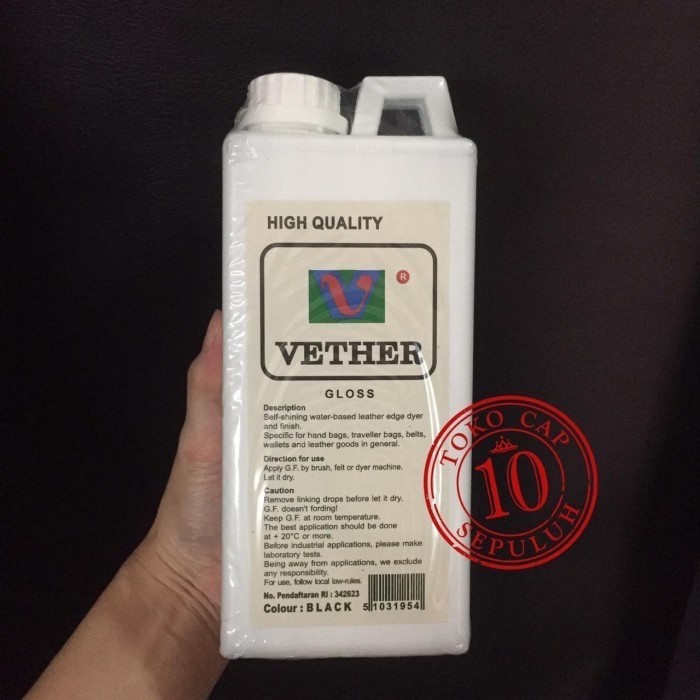 HIGH QUALITY
V
®
VETHER
GLOSS
Description
Self-shining water-based leather edge dyer
and finish.
Specific for hand bags, traveller bags, belts,
wallets and leather goods in general.
Direction for use
Apply G.F. by brush, felt or dyer machine.
Let it dry.
Caution
Remove linking drops before let it dry.
G.F. doesn't fording!
Keep G.F. at room temperature.
The best application should be done
at + 20°C or more.
Before industrial applications, please make
laboratory tests.
Being away from applications, we exclude
any responsibility.
For use, follow local law-rules.
No. Pendaftaran RI : 342623
Colour : BLACK
51031954
TOKO CAP
10
SEPULUH